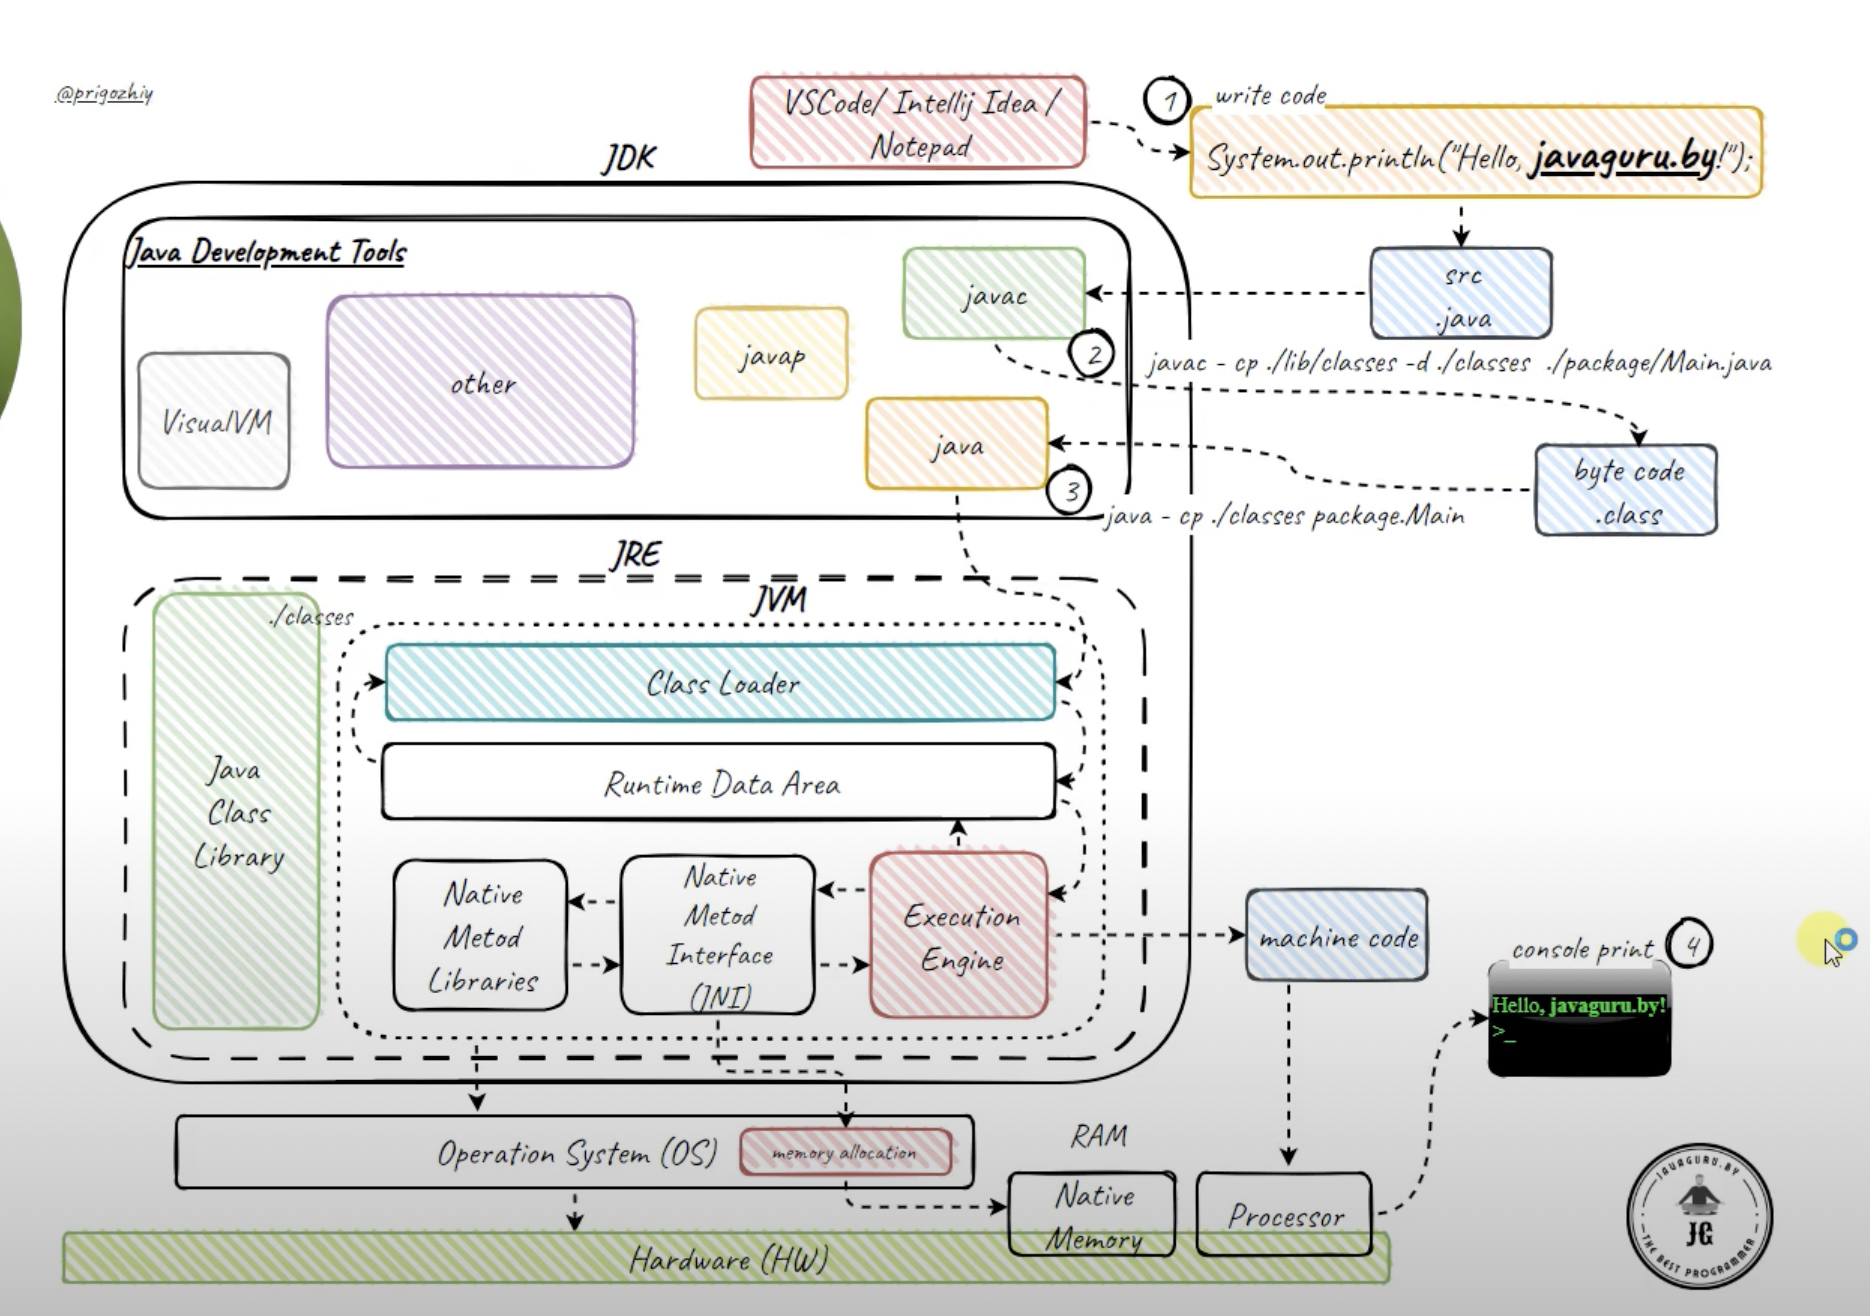 @prigozhiy
VSCode/ Intellij Idea /
Notepad
1
write code
System.out.println("Hello, javaguru.by!");
JDK
Java Development Tools
VisualVM
other
javap
javac
2
src
.java
javac - cp ./lib/classes -d ./classes ./package/Main.java
java
3
byte code
.class
java - cp ./classes package.Main
JRE
JVM
./classes
Java
Class
Library
Class Loader
Runtime Data Area
Native
Metod
Libraries
Native
Metod
Interface
(JNI)
Execution
Engine
machine code
console print
4
Hello, javaguru.by!
>_
Operation System (OS)
memory allocation
RAM
Native
Memory
Processor
Hardware (HW)
JAVAGURU.BY
JG
THE BEST PROGRAMMER